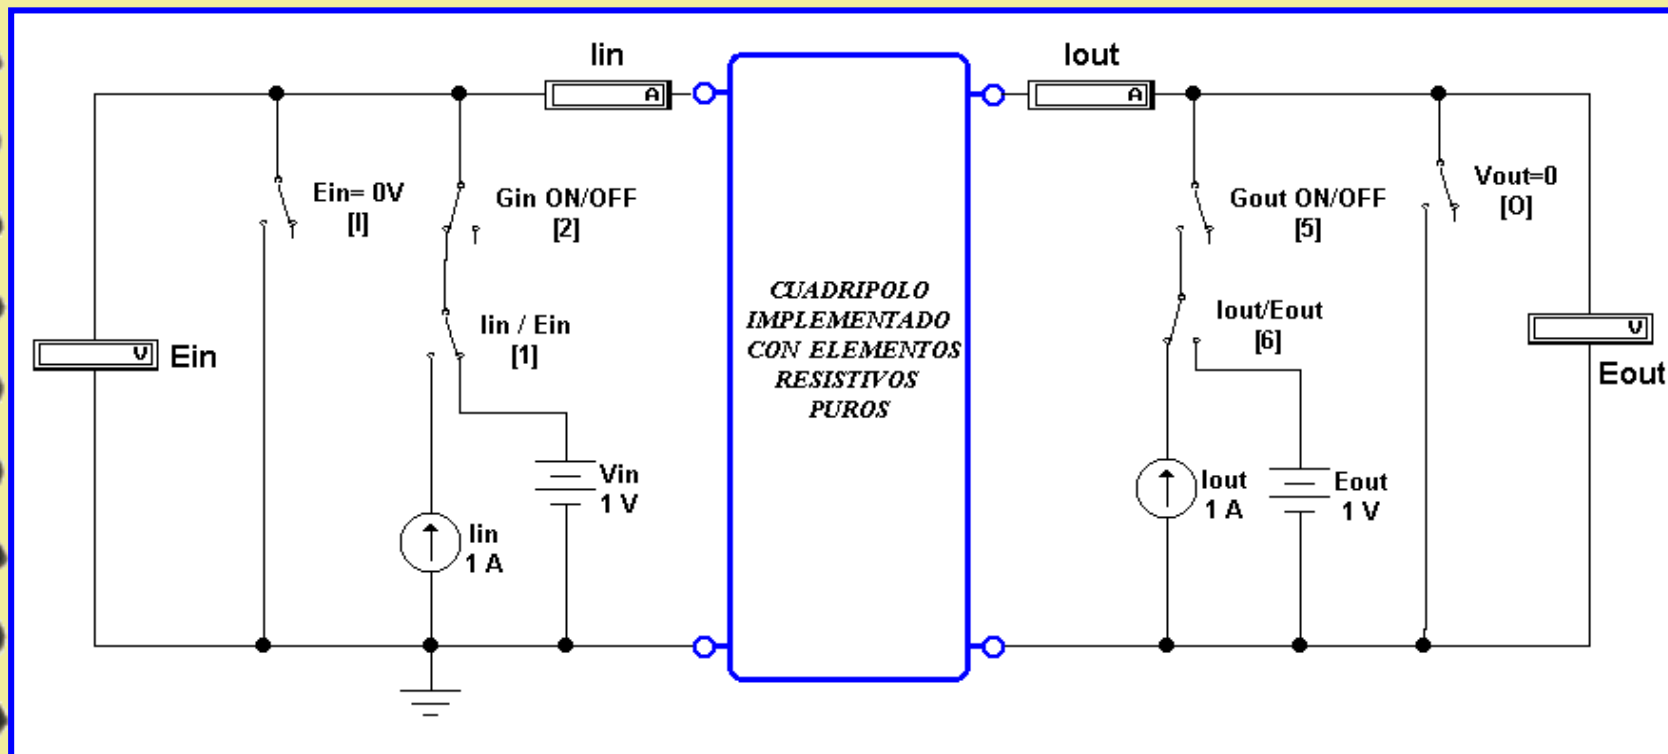 Iin
Iout
A
A
Ein= 0V
[I]
Gin ON/OFF
[2]
Gout ON/OFF
[5]
Vout=0
[O]
CUADRIPOLO
IMPLEMENTADO
CON ELEMENTOS
RESISTIVOS
PUROS
Iin / Ein
[1]
Iout/Eout
[6]
V
Ein
V
Eout
Vin
1 V
Iin
1 A
Iout
1 A
Eout
1 V